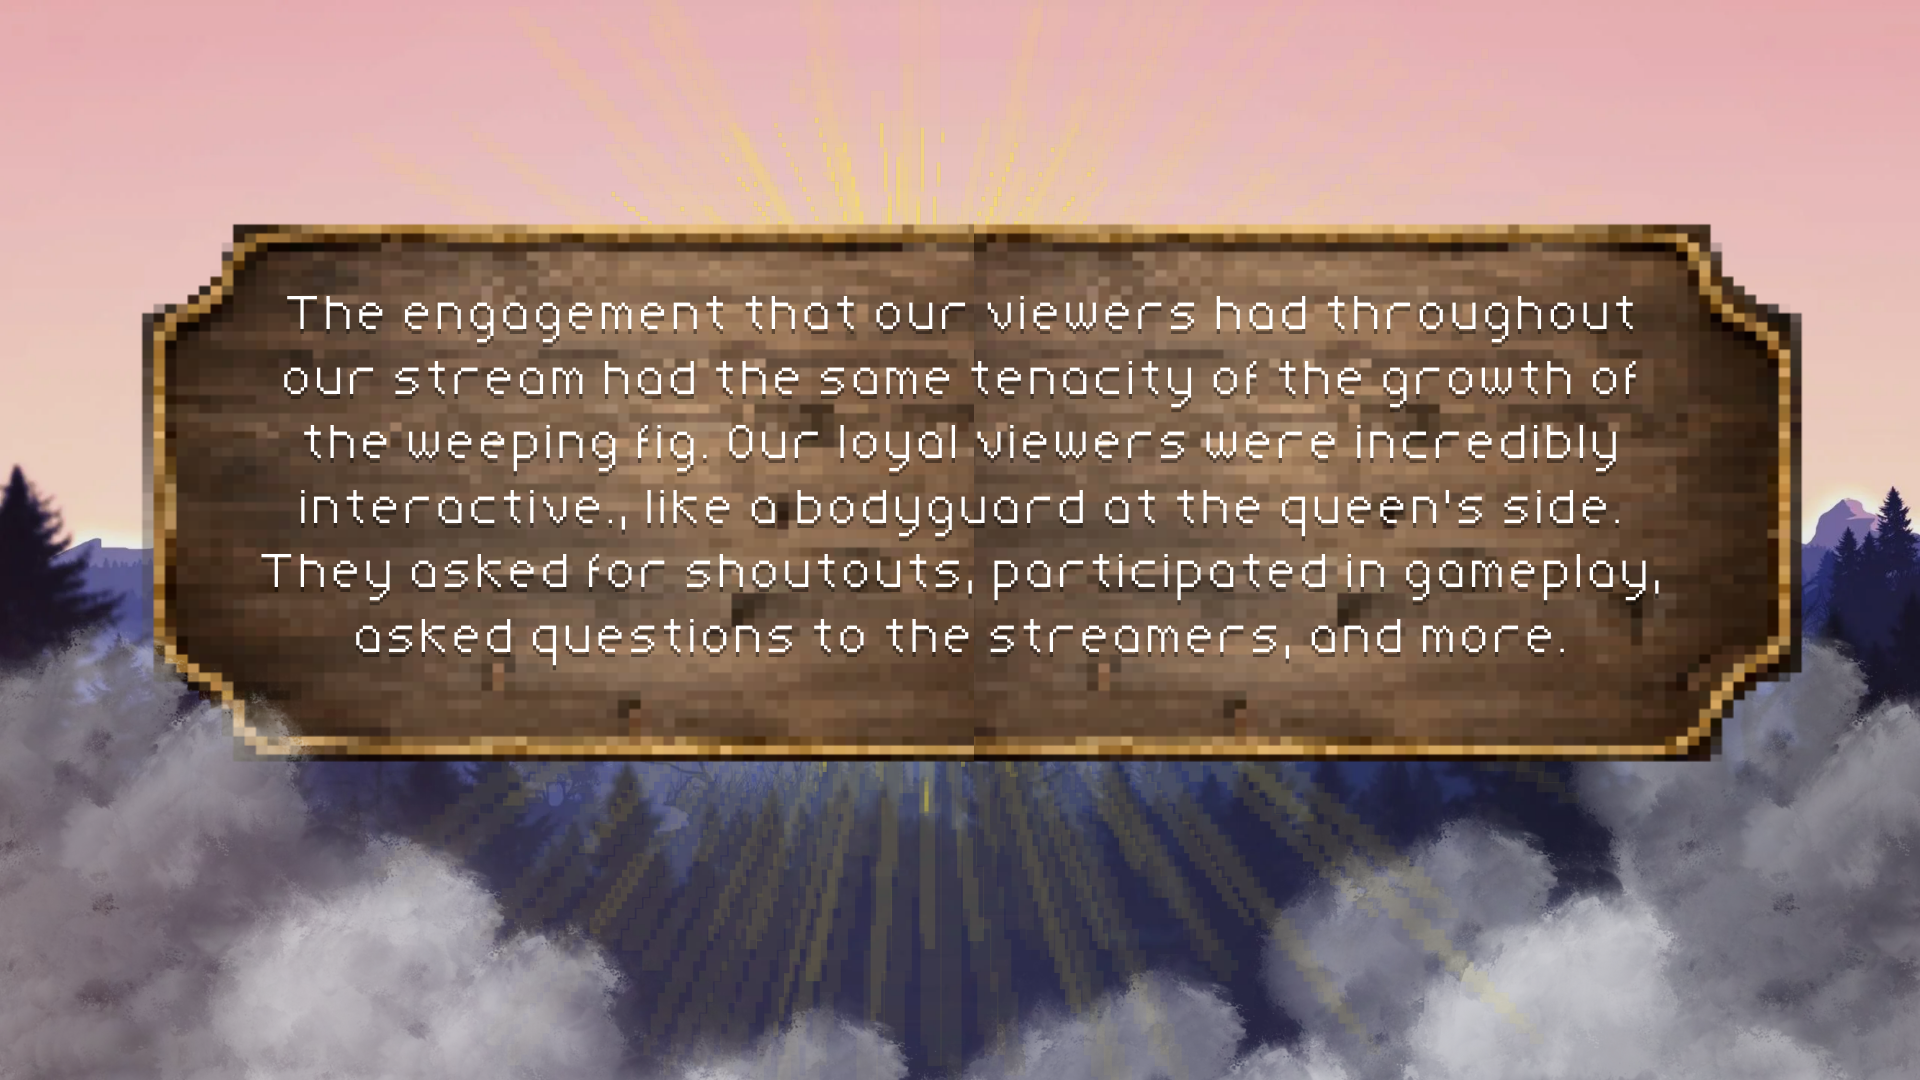 The engagement that our viewers had throughout
our stream had the same tenacity of the growth of
the weeping fig. Our loyal viewers were incredibly
interactive., like a bodyguard at the queen's side.
They asked for shoutouts, participated in gameplay,
asked questions to the streamers, and more.